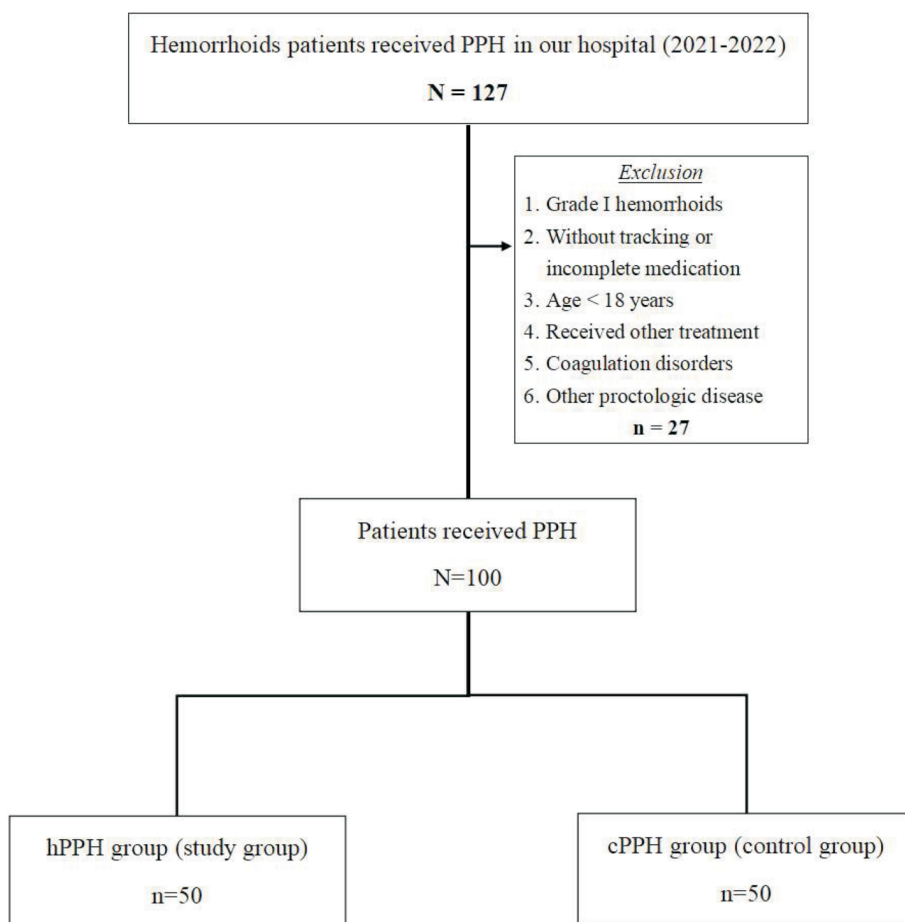 Hemorrhoids patients received PPH in our hospital (2021-2022)
N = 127
Exclusion
1. Grade I hemorrhoids
2. Without tracking or
incomplete medication
3. Age < 18 years
4. Received other treatment
5. Coagulation disorders
6. Other proctologic disease
n = 27
Patients received PPH
N=100
hPPH group (study group)
n=50
cPPH group (control group)
n=50